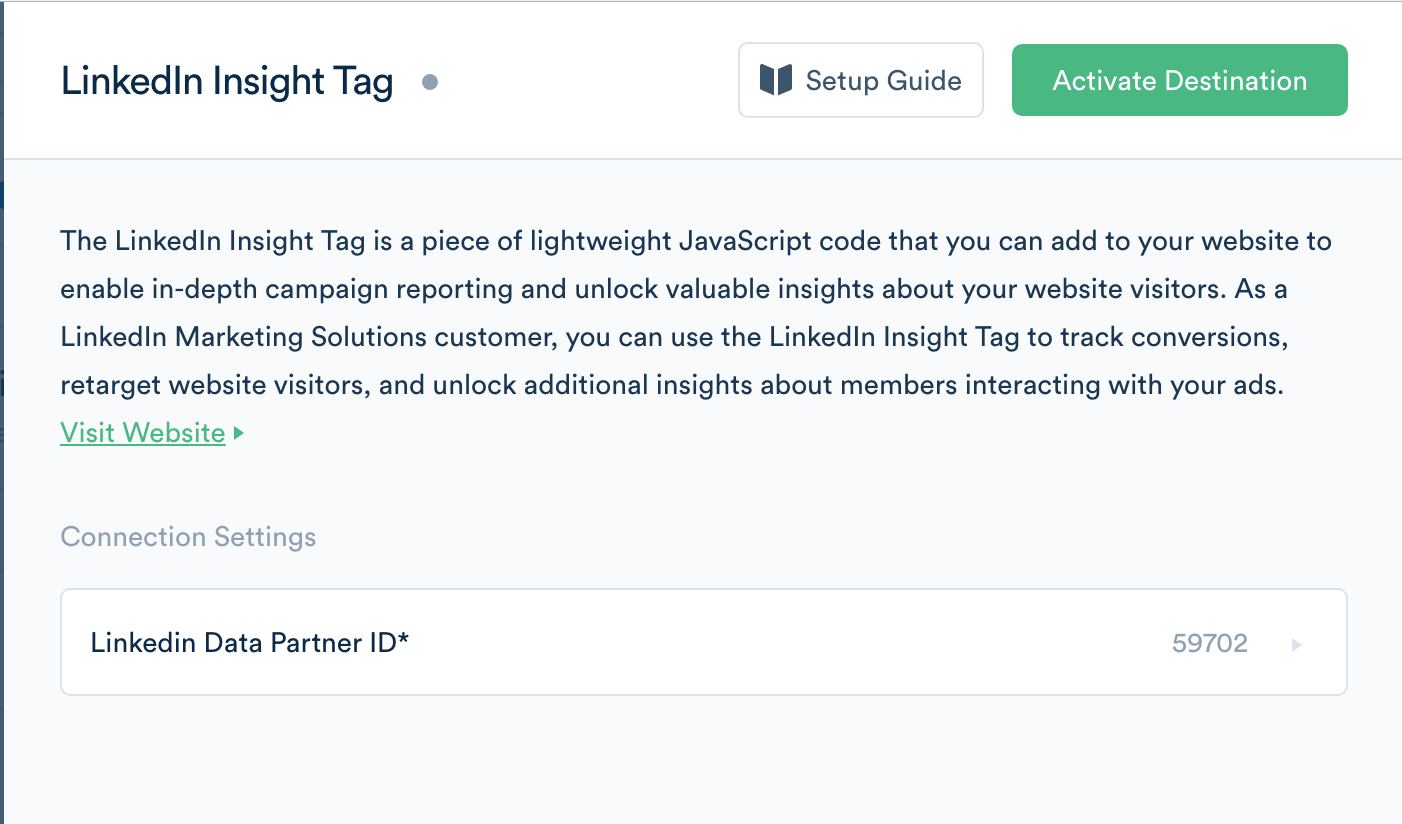 LinkedIn Insight Tag
Setup Guide
Activate Destination
The LinkedIn Insight Tag is a piece of lightweight JavaScript code that you can add to your website to
enable in-depth campaign reporting and unlock valuable insights about your website visitors. As a
LinkedIn Marketing Solutions customer, you can use the LinkedIn Insight Tag to track conversions,
retarget website visitors, and unlock additional insights about members interacting with your ads.
Visit Website
Connection Settings
Linkedin Data Partner ID*
59702